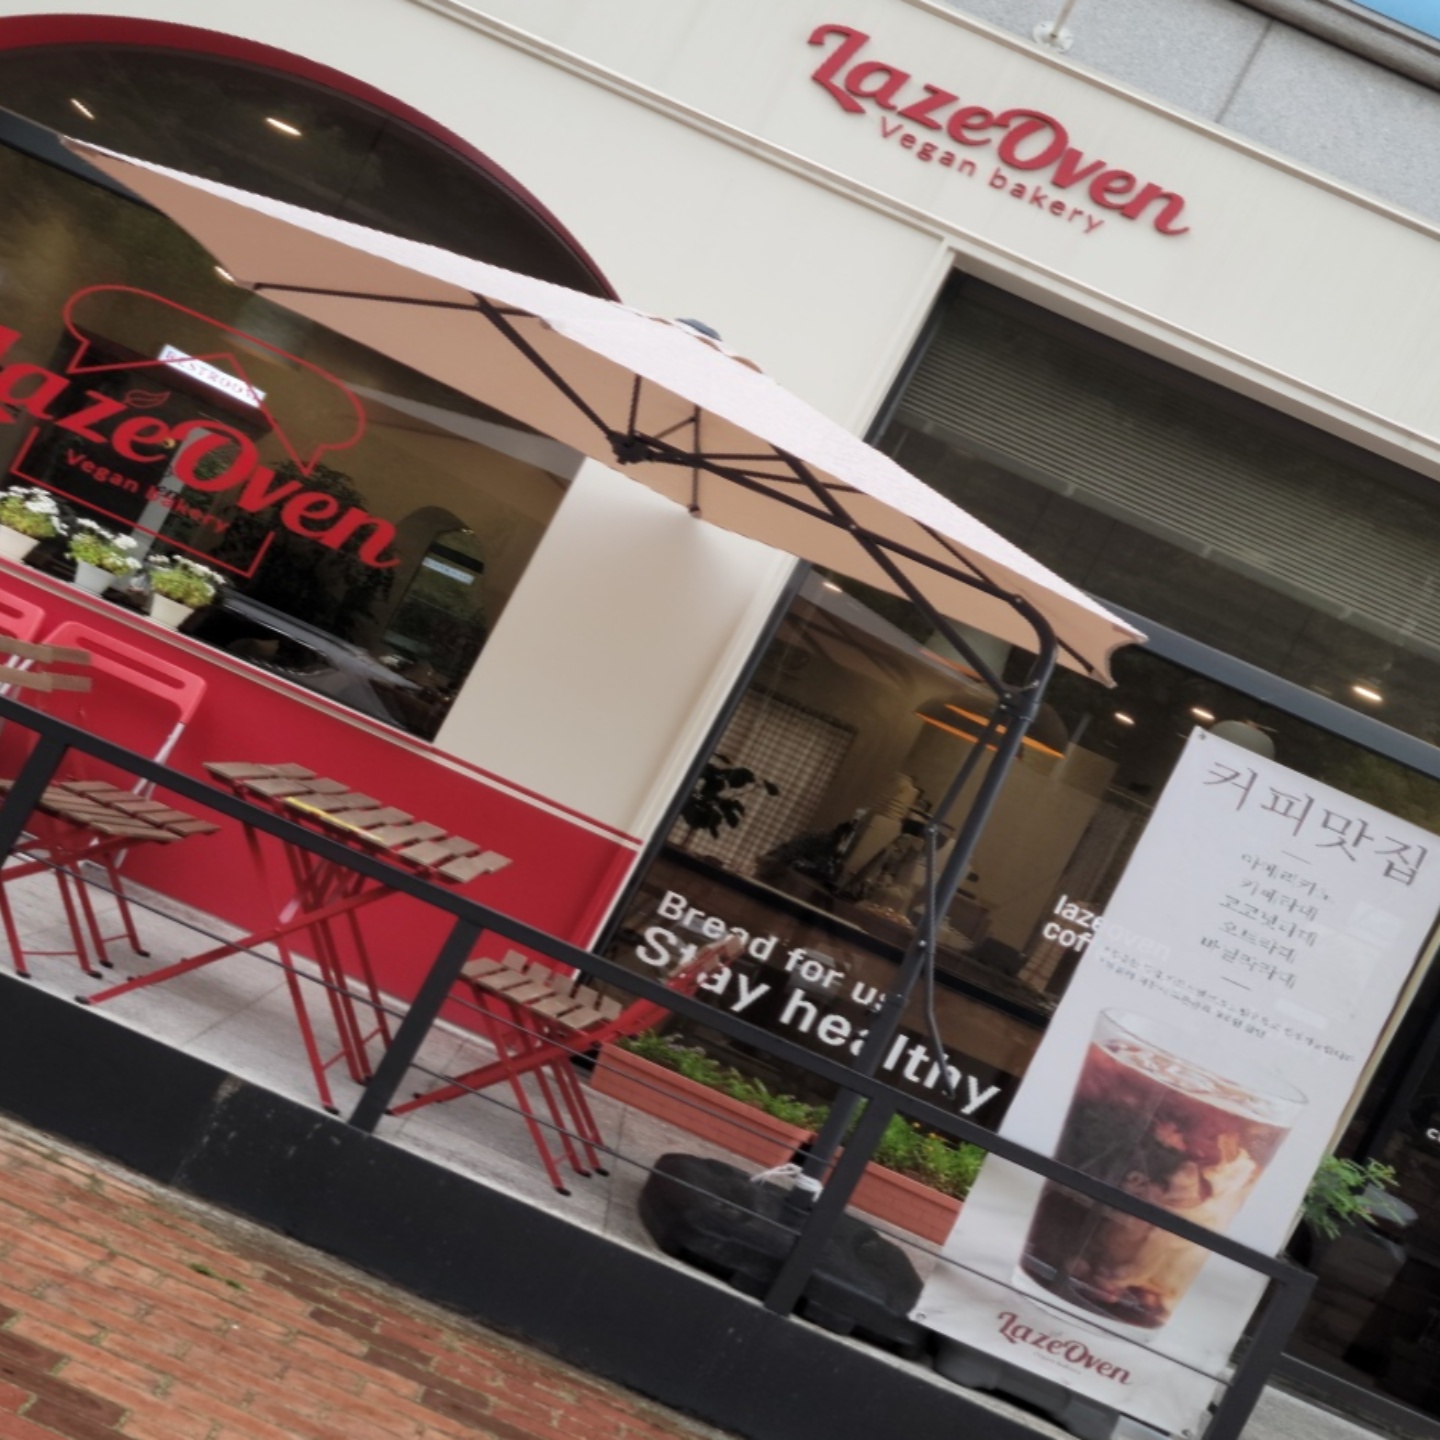 LazeOven
Vegan bakery
RESTROOM
LazeOven
Vegan bakery
Bread for us
Stay healthy
커피맛집
아메리카노
카페라떼
코코넛라떼
오트라떼
바닐라라떼
LazeOven